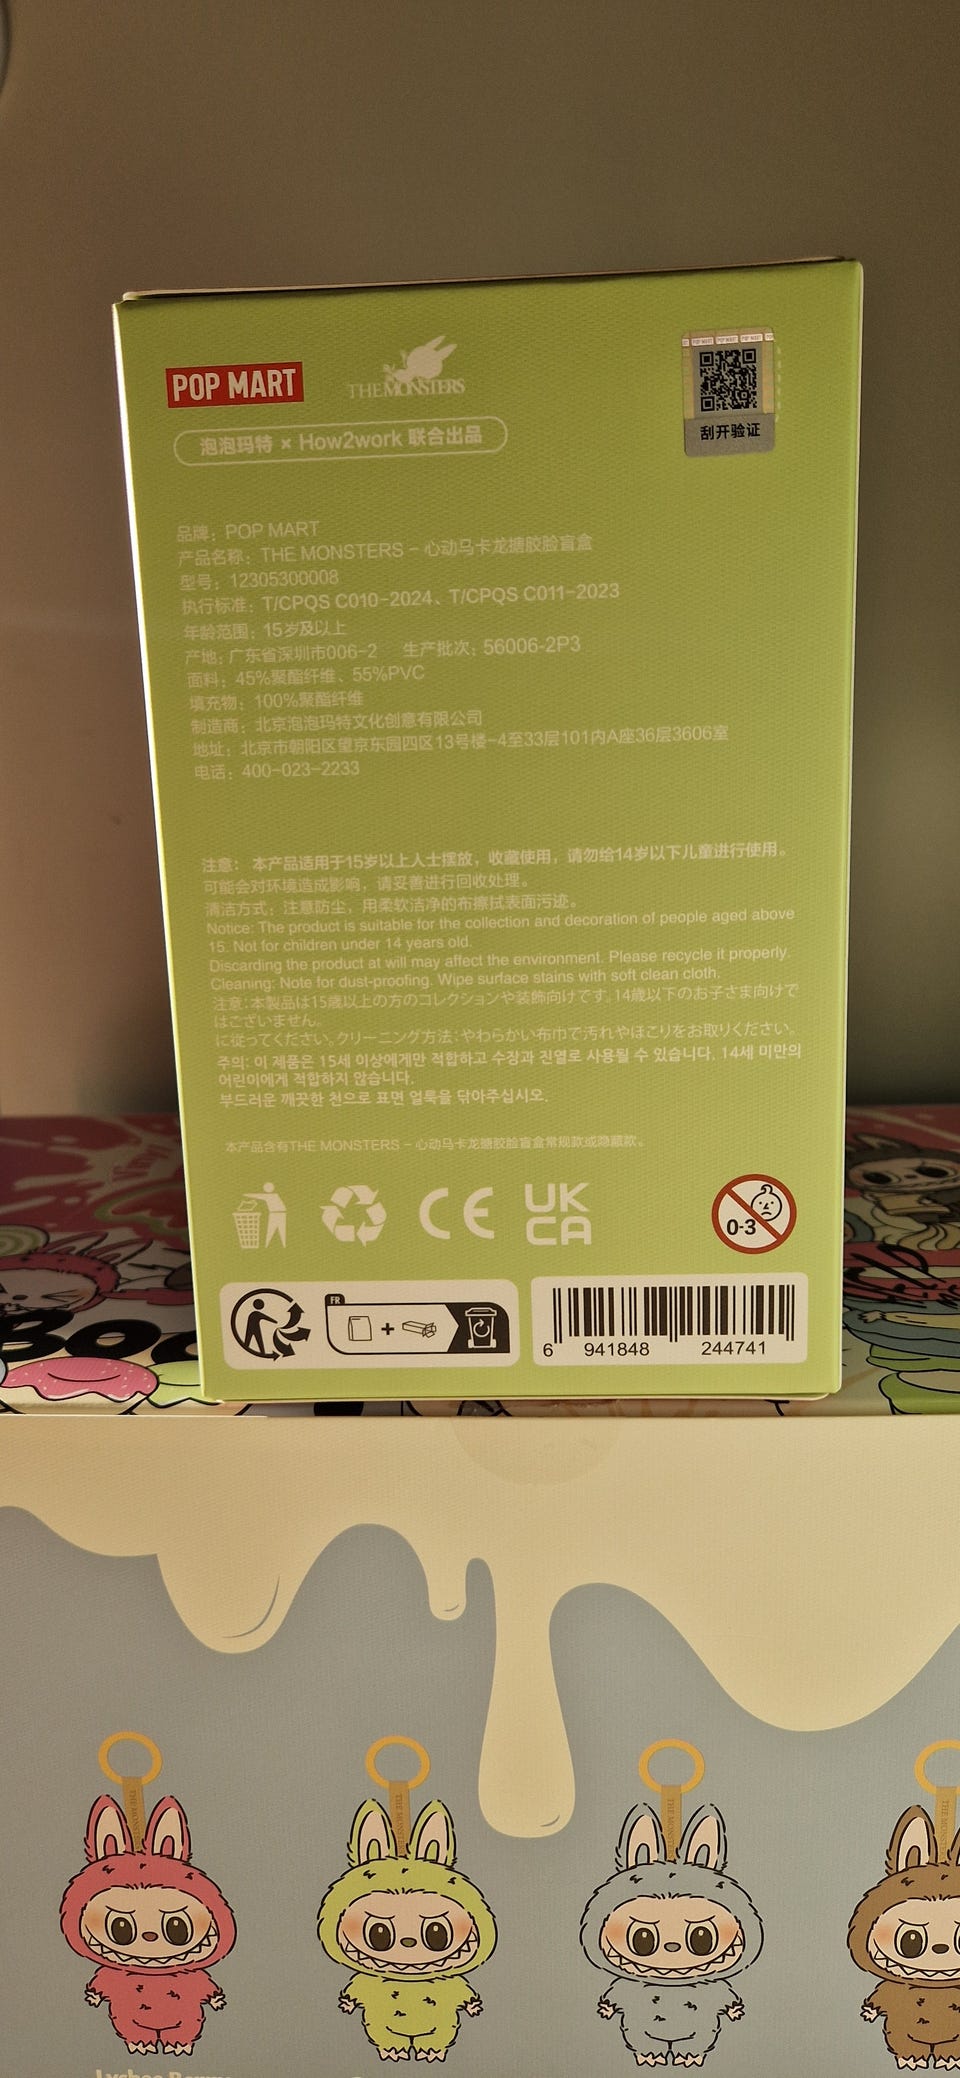 POP MART
THE MONSTERS
刮开验证
泡泡玛特 × How2work 联合出品
品牌：POP MART
产品名称：THE MONSTERS - 心动马卡龙搪胶脸盲盒
型号：12305300008
执行标准：T/CPQS C010-2024、T/CPQS C011-2023
年龄范围：15岁及以上
产地：广东省深圳市006-2 生产批次：56006-2P3
面料：45%聚酯纤维、55%PVC
填充物：100%聚酯纤维
制造商：北京泡泡玛特文化创意有限公司
地址：北京市朝阳区望京东园四区13号楼-4至33层101内A座36层3606室
电话：400-023-2233
注意：本产品适用于15岁以上人士摆放，收藏使用，请勿给14岁以下儿童进行使用。
可能会对环境造成影响，请妥善进行回收处理。
清洁方式：注意防尘，用柔软洁净的布擦拭表面污迹。
Notice: The product is suitable for the collection and decoration of people aged above
15. Not for children under 14 years old.
Discarding the product at will may affect the environment. Please recycle it properly.
Cleaning: Note for dust-proofing. Wipe surface stains with soft clean cloth.
注意:本製品は15歳以上の方のコレクションや装飾向けです。14歳以下のお子さま向けで
はございません。
に従ってください。クリーニング方法:やわらかい布巾で汚れやほこりをお取りください。
주의: 이 제품은 15세 이상에게만 적합하고 수장과 진열로 사용될 수 있습니다. 14세 미만의
어린이에게 적합하지 않습니다.
부드러운 깨끗한 천으로 표면 얼룩을 닦아주십시오.
本产品含有THE MONSTERS - 心动马卡龙搪胶脸盲盒常规款或隐藏款。
CE
UK
CA
0-3
FR
6 941848 244741
THE MONSTERS
THE MONSTERS
THE MONSTERS
THE MONSTERS
Lychee Berry